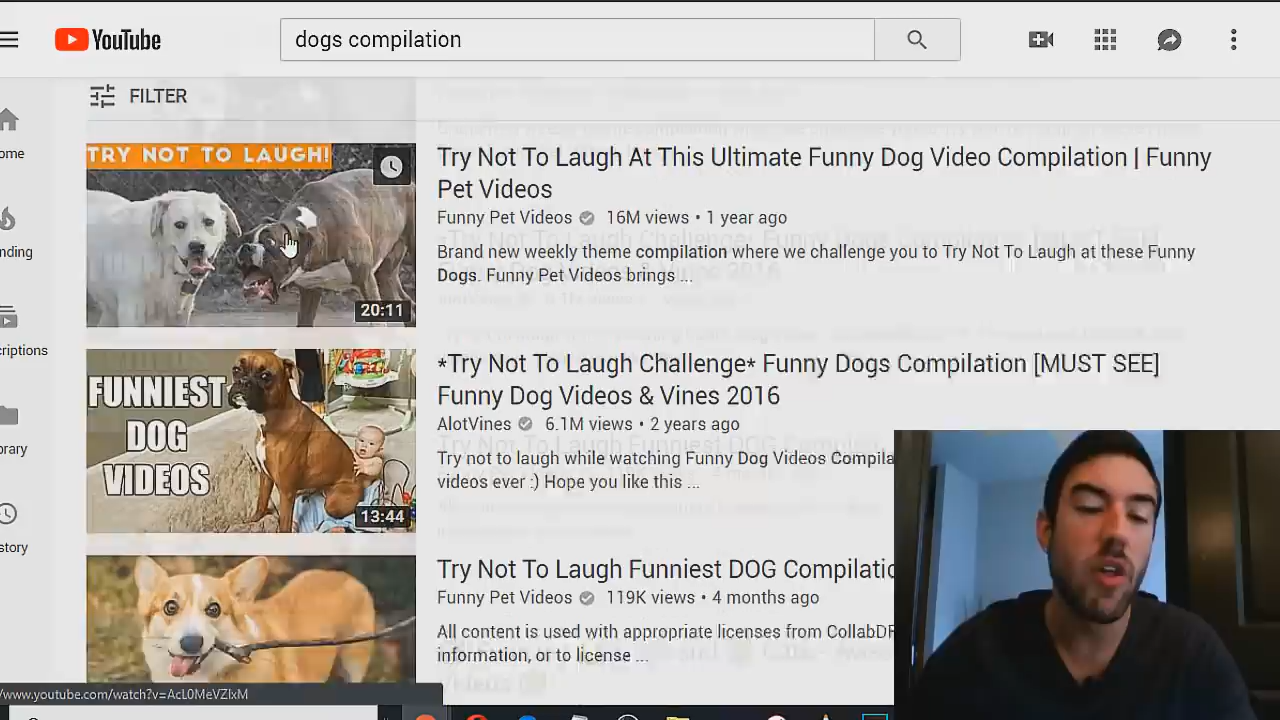 YouTube
dogs compilation
FILTER
TRY NOT TO LAUGH!
20:11
Try Not To Laugh At This Ultimate Funny Dog Video Compilation | Funny
Pet Videos
Funny Pet Videos 16M views • 1 year ago
Brand new weekly theme compilation where we challenge you to Try Not To Laugh at these Funny
Dogs. Funny Pet Videos brings ...
ome
nding
criptions
brary
story
FUNNIEST
DOG
VIDEOS
13:44
*Try Not To Laugh Challenge* Funny Dogs Compilation [MUST SEE]
Funny Dog Videos & Vines 2016
AlotVines 6.1M views • 2 years ago
Try not to laugh while watching Funny Dog Videos Compila
videos ever :) Hope you like this ...
Try Not To Laugh Funniest DOG Compilatio
Funny Pet Videos 119K views • 4 months ago
All content is used with appropriate licenses from CollabDR
information, or to license ...
/www.youtube.com/watch?v=AcL0MeVZlxM